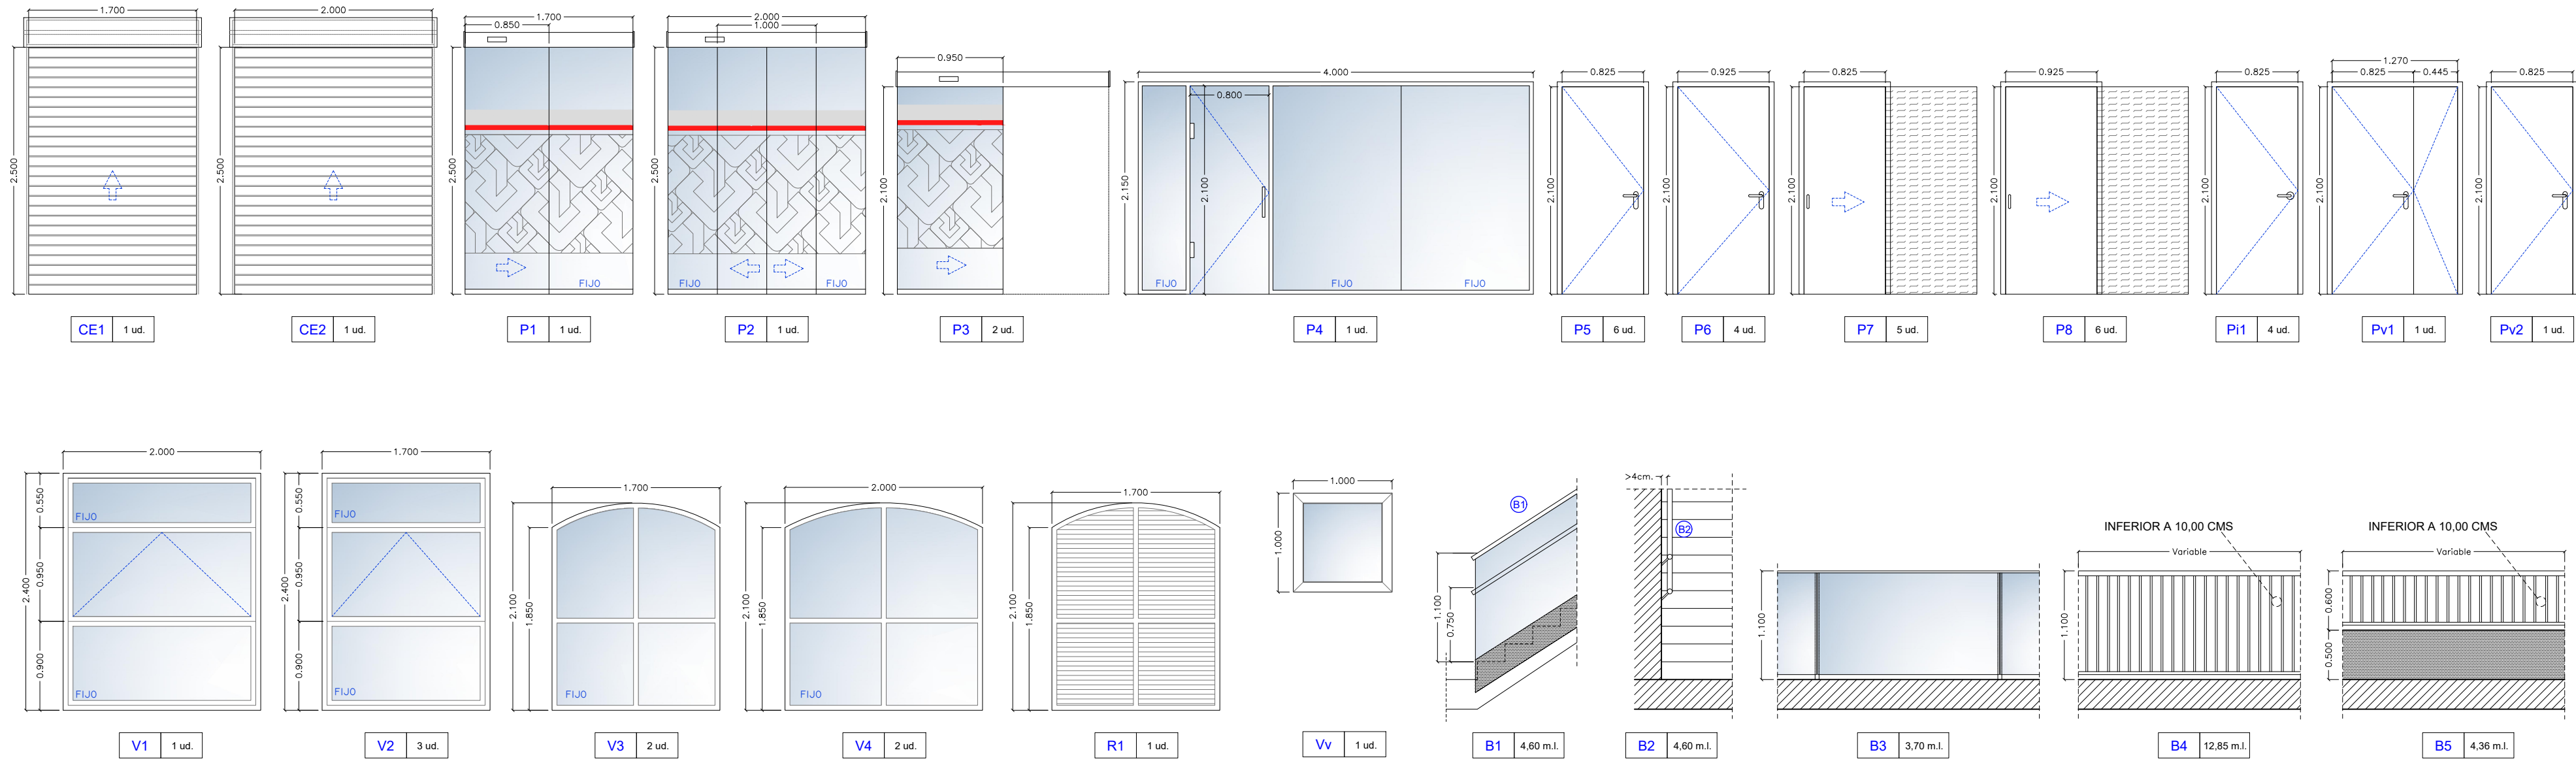 1.700
2.500
CE1 1 ud.
2.000
2.500
CE2 1 ud.
1.700
0.850
2.500
FIJO
P1 1 ud.
2.000
1.000
2.500
FIJO FIJO
P2 1 ud.
0.950
2.100
P3 2 ud.
4.000
0.800
2.150
2.100
FIJO FIJO FIJO
P4 1 ud.
0.825
2.100
P5 6 ud.
0.925
2.100
P6 4 ud.
0.825
2.100
P7 5 ud.
0.925
2.100
P8 6 ud.
0.825
2.100
Pi1 4 ud.
1.270
0.825 0.445
2.100
Pv1 1 ud.
0.825
2.100
Pv2 1 ud.
2.000
0.550
0.950
0.900
2.400
FIJO
FIJO
V1 1 ud.
1.700
0.550
0.950
0.900
2.400
FIJO
FIJO
V2 3 ud.
1.700
2.100
1.850
FIJO
V3 2 ud.
2.000
2.100
1.850
FIJO
V4 2 ud.
1.700
2.100
1.850
R1 1 ud.
1.000
1.000
Vv 1 ud.
B1
1.100
0.750
B1 4,60 m.l.
>4cm.
B2
B2 4,60 m.l.
1.100
B3 3,70 m.l.
INFERIOR A 10,00 CMS
Variable
1.100
B4 12,85 m.l.
INFERIOR A 10,00 CMS
Variable
0.600
0.500
B5 4,36 m.l.